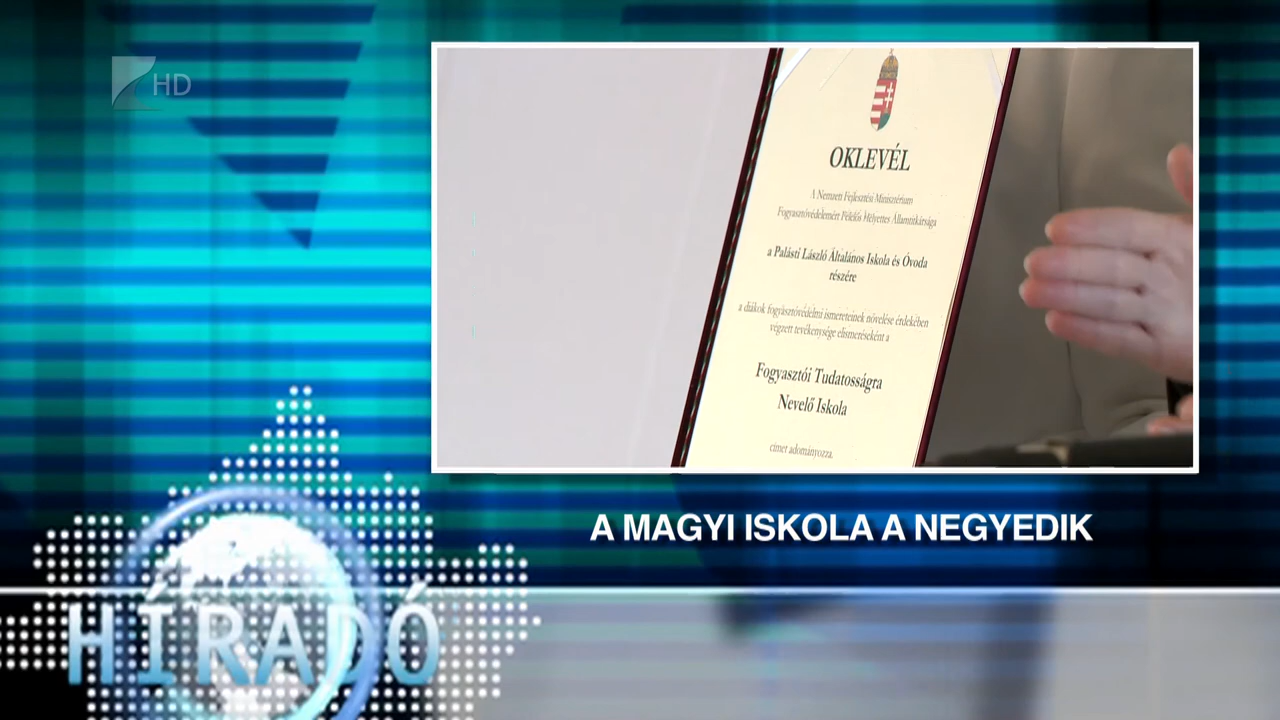 HD
OKLEVÉL
A Nemzeti Fejlesztési Minisztérium
Fogyasztóvédelemért Felelős Helyettes Államtitkársága
a Palásti László Általános Iskola és Óvoda
részére
a diákok fogyasztóvédelmi ismereteinek növelése érdekében
végzett tevékenysége elismeréseként a
Fogyasztói Tudatosságra
Nevelő Iskola
címet adományozza.
A MAGYI ISKOLA A NEGYEDIK
HÍRADÓ